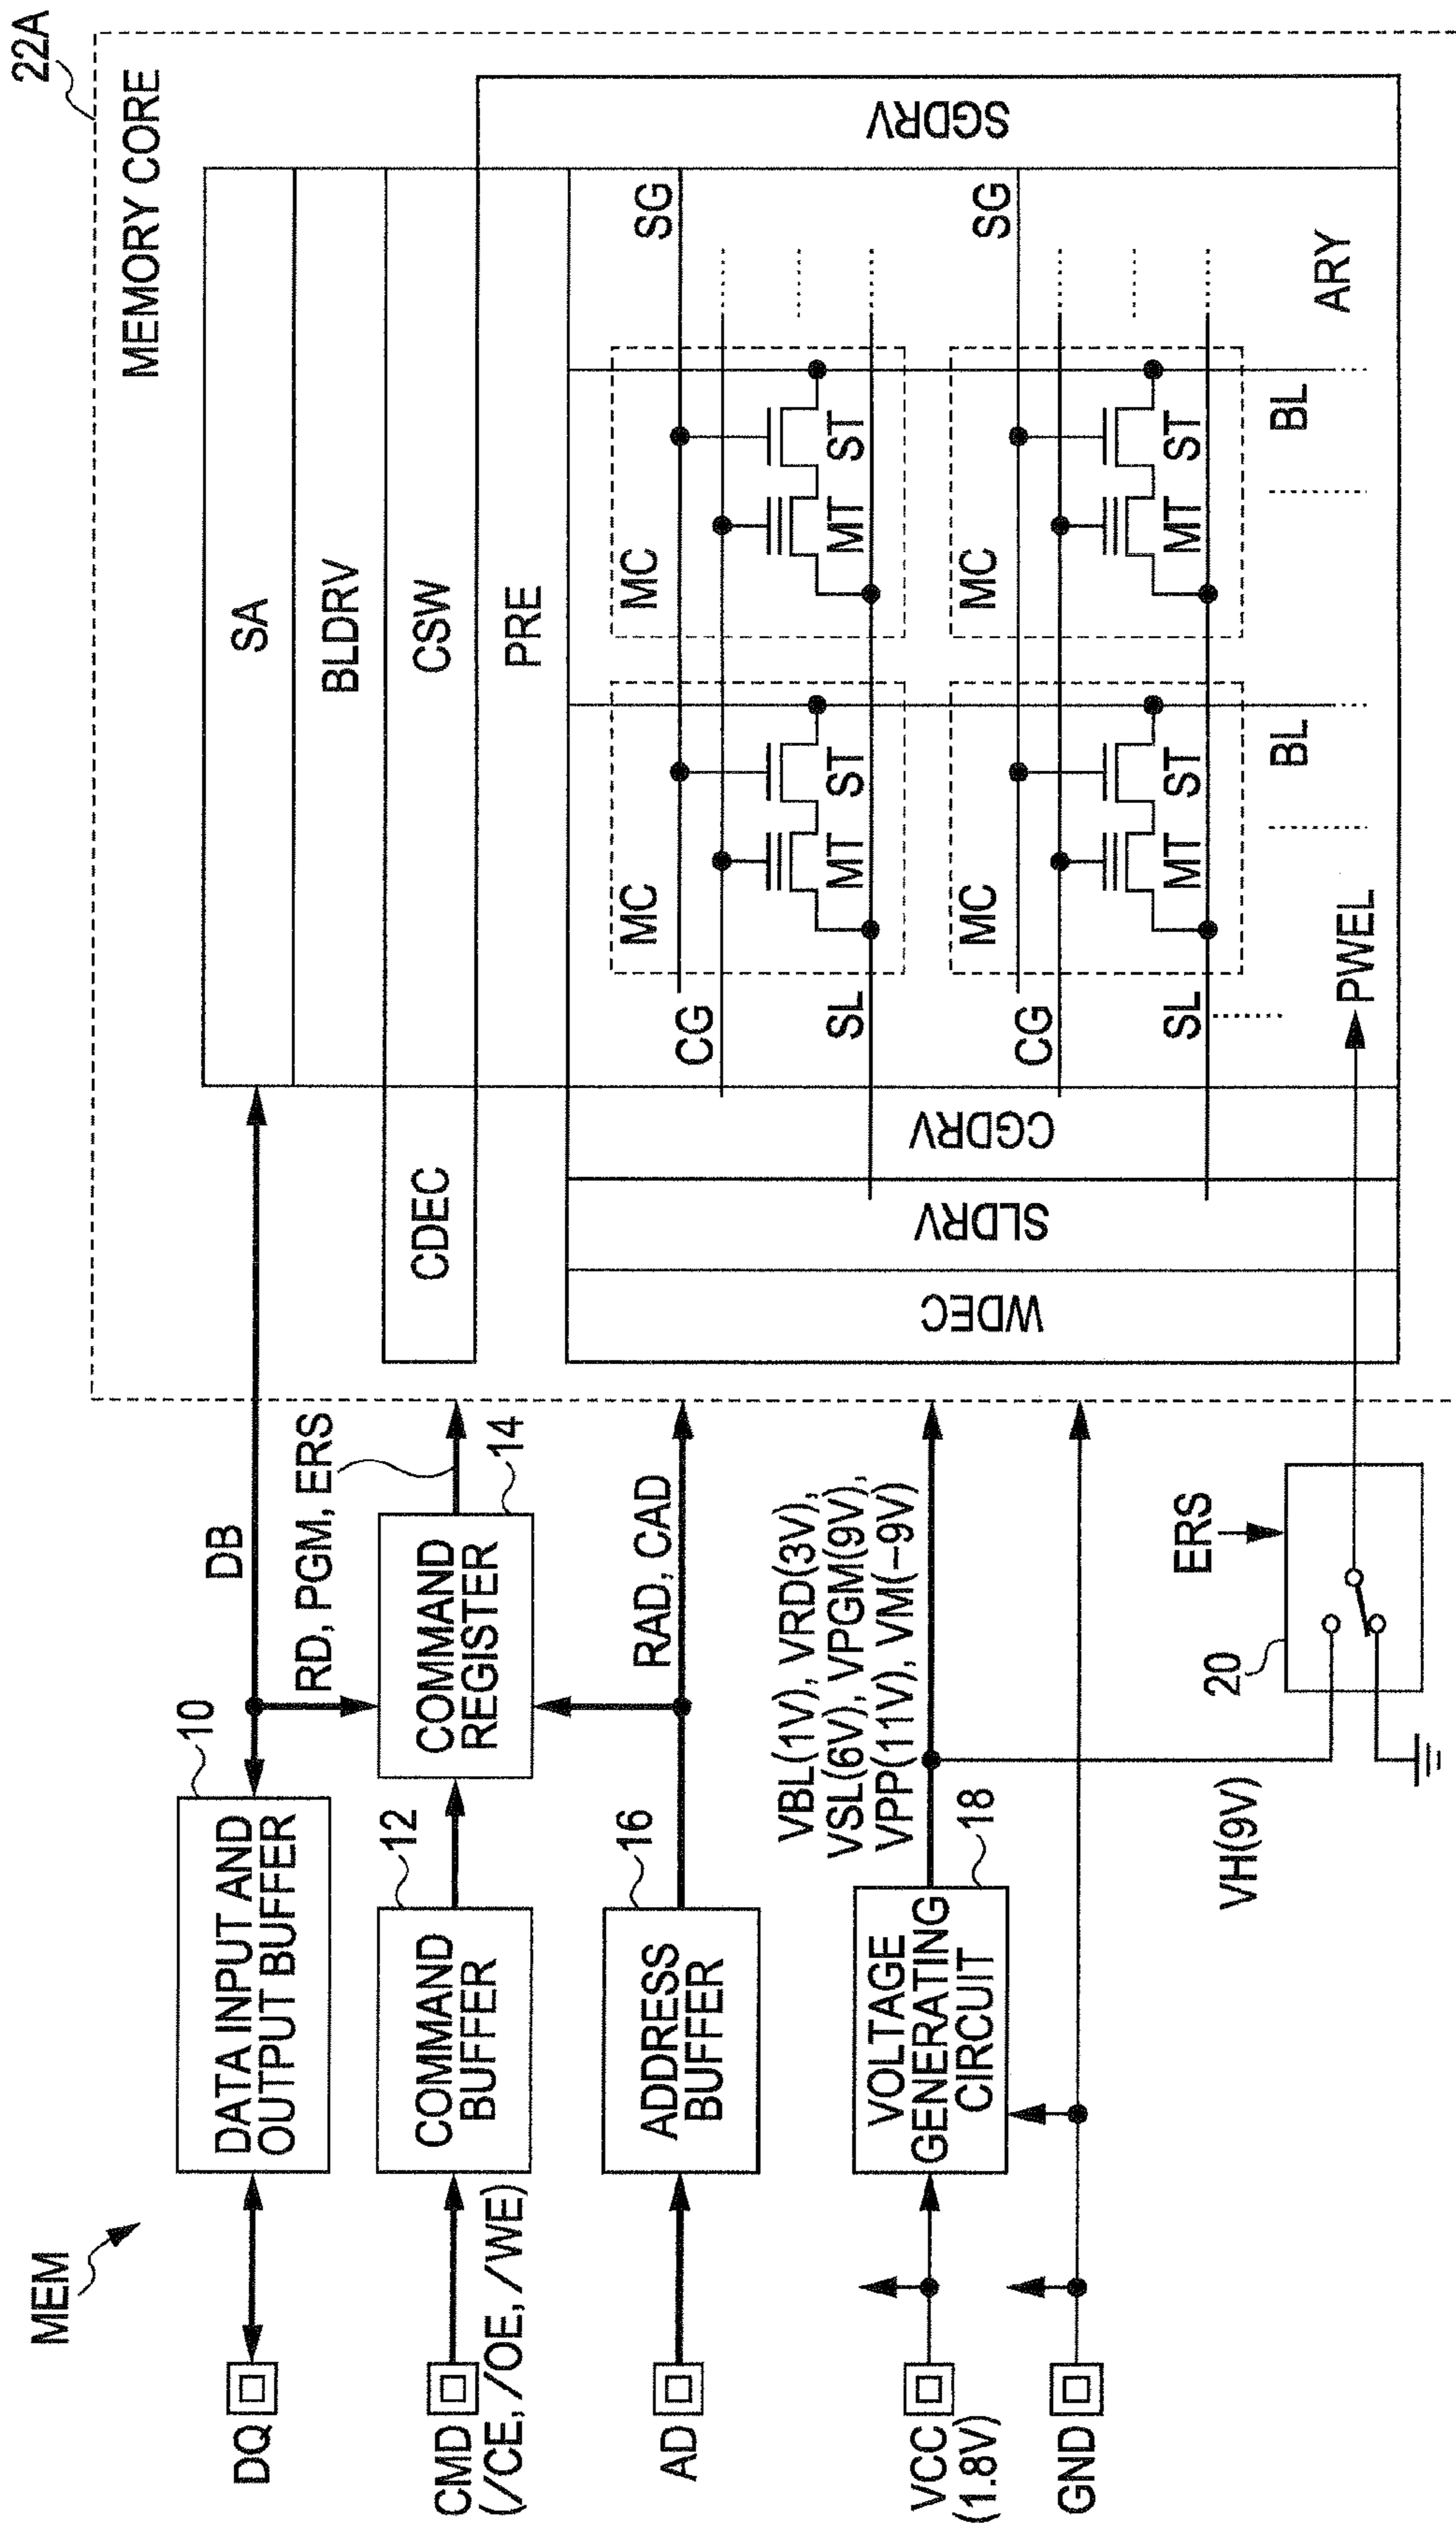 MEM
22A
MEMORY CORE
DQ
10
DATA INPUT AND
OUTPUT BUFFER
DB
SA
BLDRV
RD, PGM, ERS
CMD
(/CE, /OE, /WE)
12
COMMAND
BUFFER
COMMAND
REGISTER
14
CDEC
CSW
PRE
AD
16
ADDRESS
BUFFER
RAD, CAD
VCC
(1.8V)
GND
VOLTAGE
GENERATING
CIRCUIT
18
VBL(1V), VRD(3V),
VSL(6V), VPGM(9V),
VPP(11V), VM(−9V)
VH(9V)
20
ERS
WDEC
SLDRV
CGDRV
SGDRV
CG
SL
MC
MT
ST
MC
MT
ST
SG
CG
SL
MC
MT
ST
MC
MT
ST
SG
BL
BL
PWEL
ARY